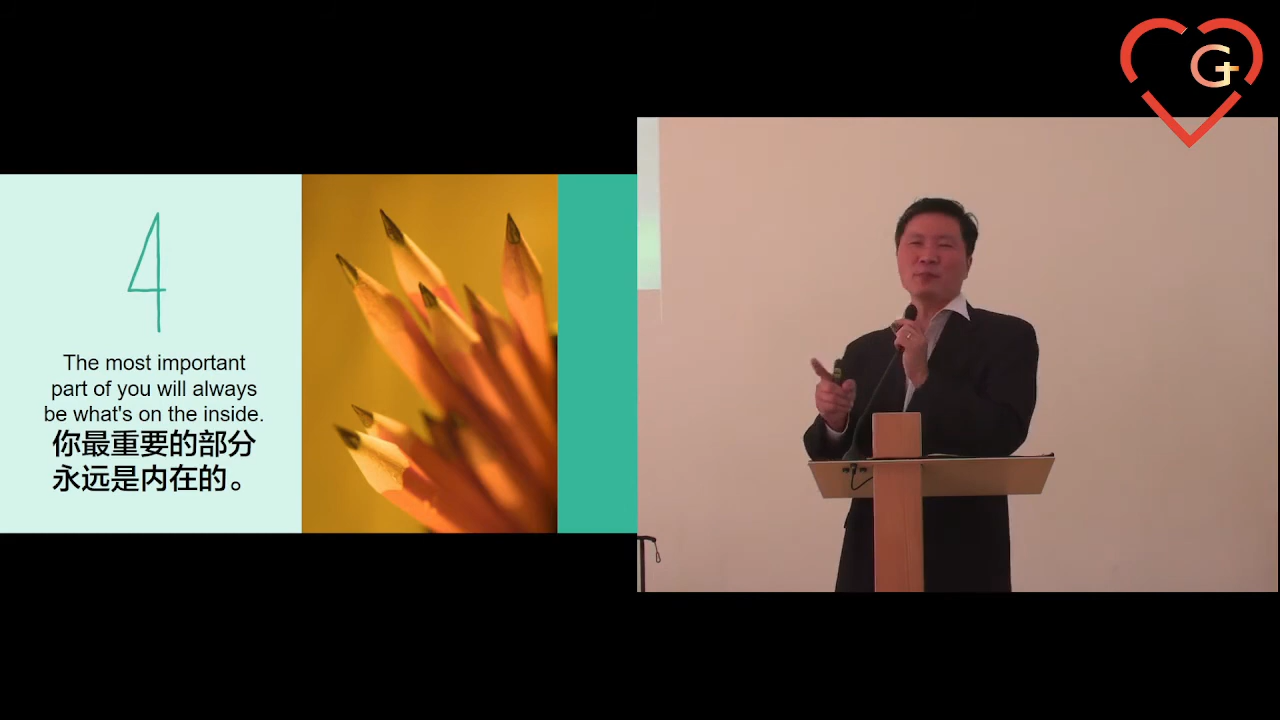 4
The most important
part of you will always
be what's on the inside.
你最重要的部分
永远是内在的。
G